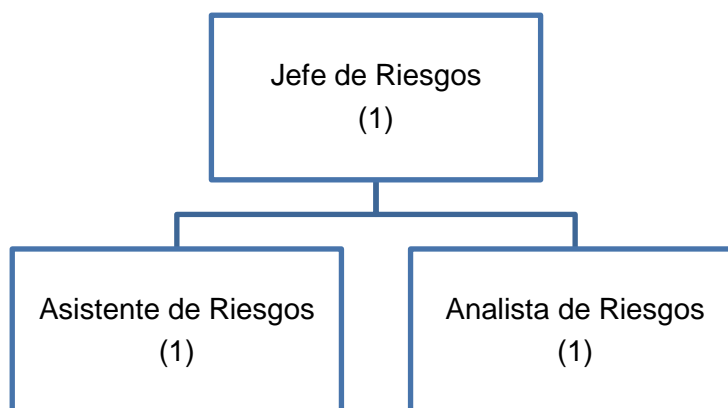 Jefe de Riesgos
(1)
Asistente de Riesgos
(1)
Analista de Riesgos
(1)